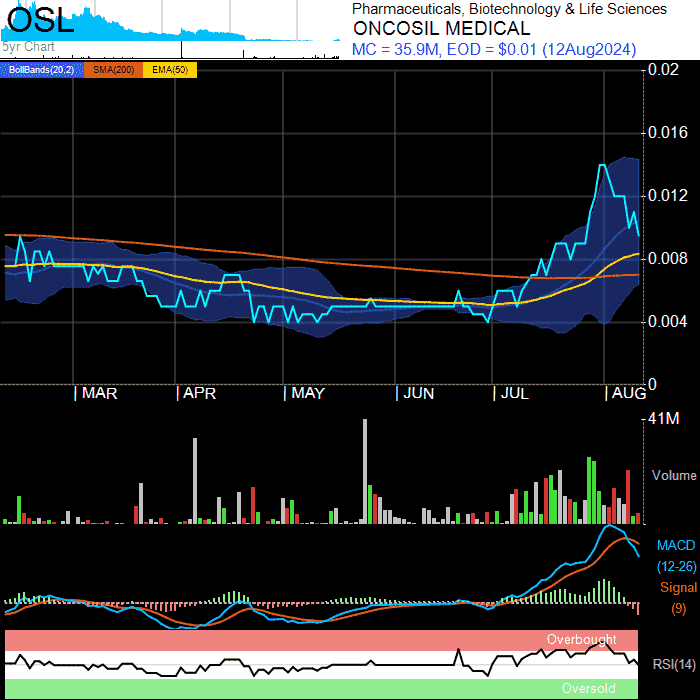 OSL
5yr Chart
Pharmaceuticals, Biotechnology & Life Sciences
ONCOSIL MEDICAL
MC = 35.9M, EOD = $0.01 (12Aug2024)
BollBands(20,2) SMA(200) EMA(50)
0.02
0.016
0.012
0.008
0.004
0
MAR APR MAY JUN JUL AUG
41M
Volume
MACD
(12-26)
Signal
(9)
Overbought
RSI(14)
Oversold